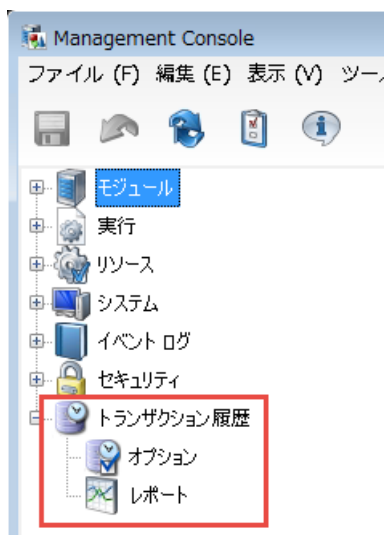 Management Console
ファイル (F) 編集 (E) 表示 (V) ツー
モジュール
実行
リソース
システム
イベント ログ
セキュリティ
トランザクション履歴
オプション
レポート